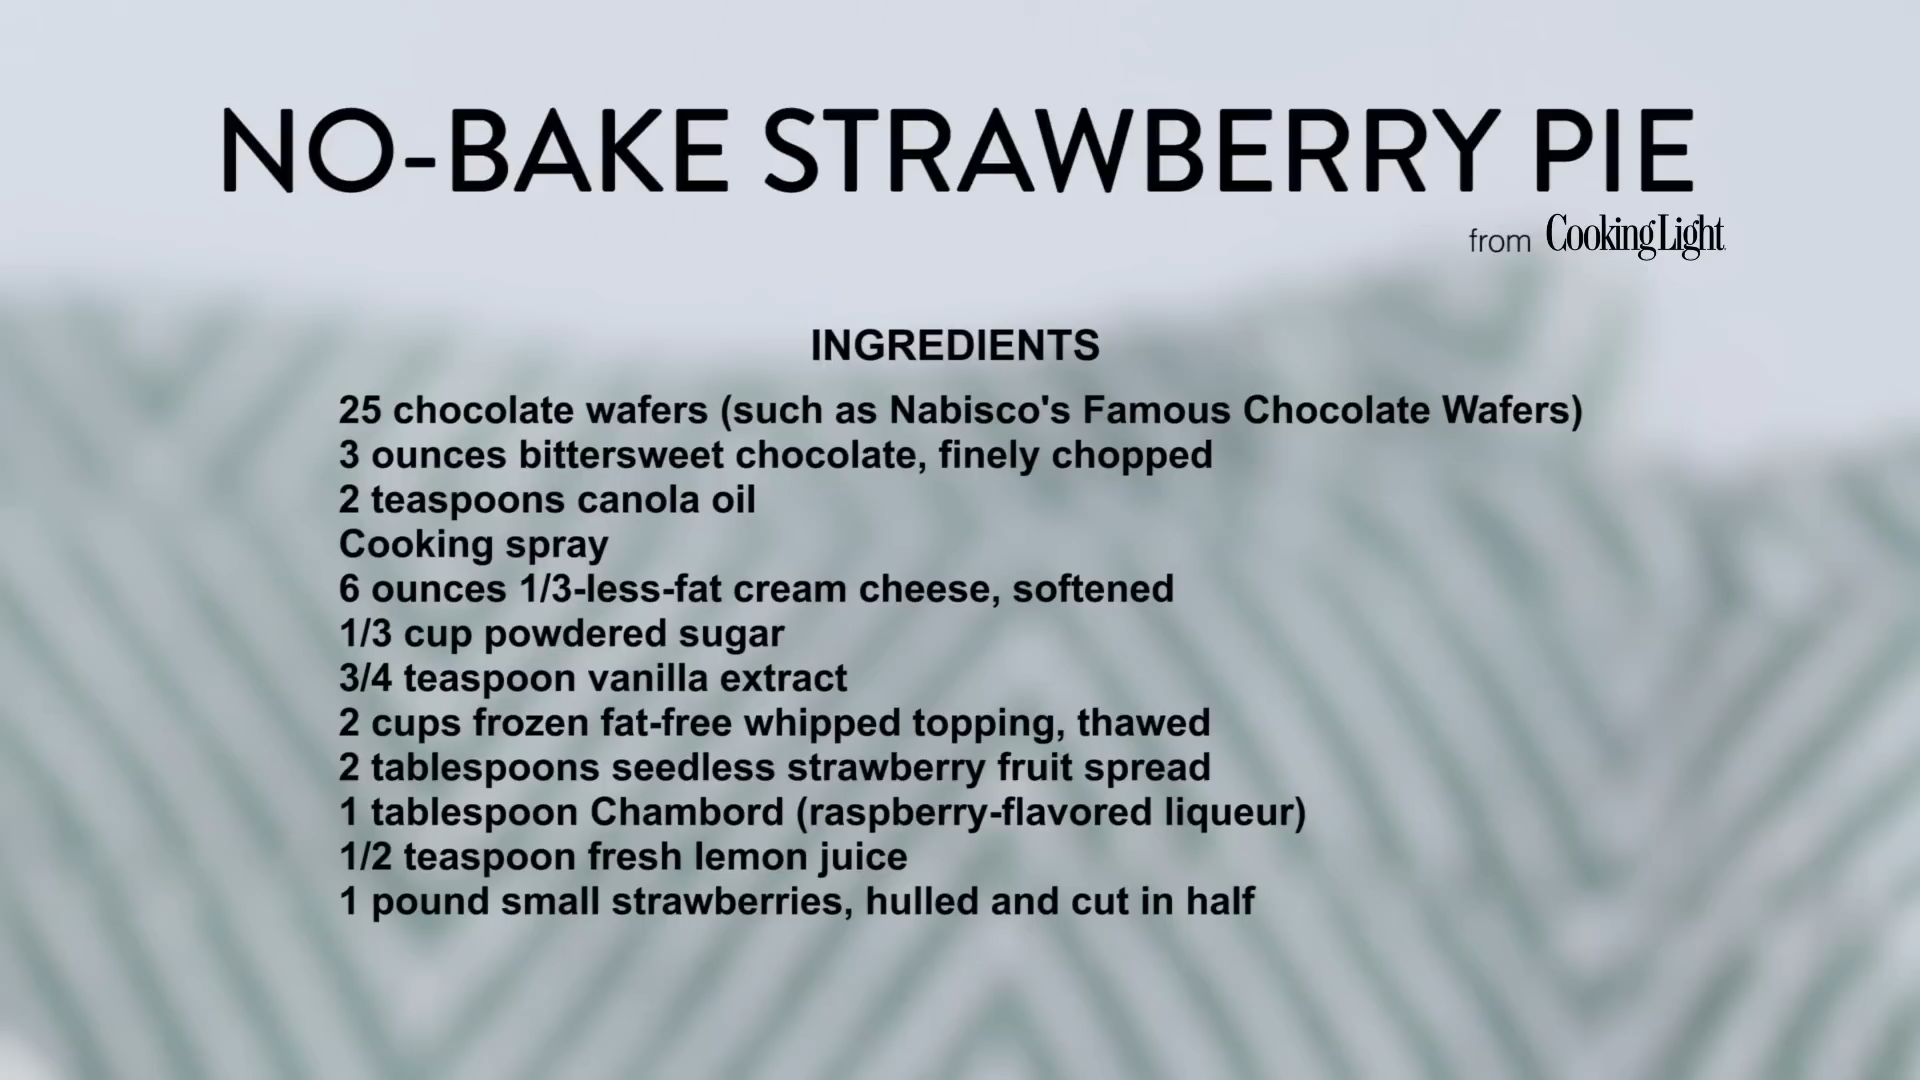 NO-BAKE STRAWBERRY PIE
from CookingLight
INGREDIENTS
25 chocolate wafers (such as Nabisco's Famous Chocolate Wafers)
3 ounces bittersweet chocolate, finely chopped
2 teaspoons canola oil
Cooking spray
6 ounces 1/3-less-fat cream cheese, softened
1/3 cup powdered sugar
3/4 teaspoon vanilla extract
2 cups frozen fat-free whipped topping, thawed
2 tablespoons seedless strawberry fruit spread
1 tablespoon Chambord (raspberry-flavored liqueur)
1/2 teaspoon fresh lemon juice
1 pound small strawberries, hulled and cut in half